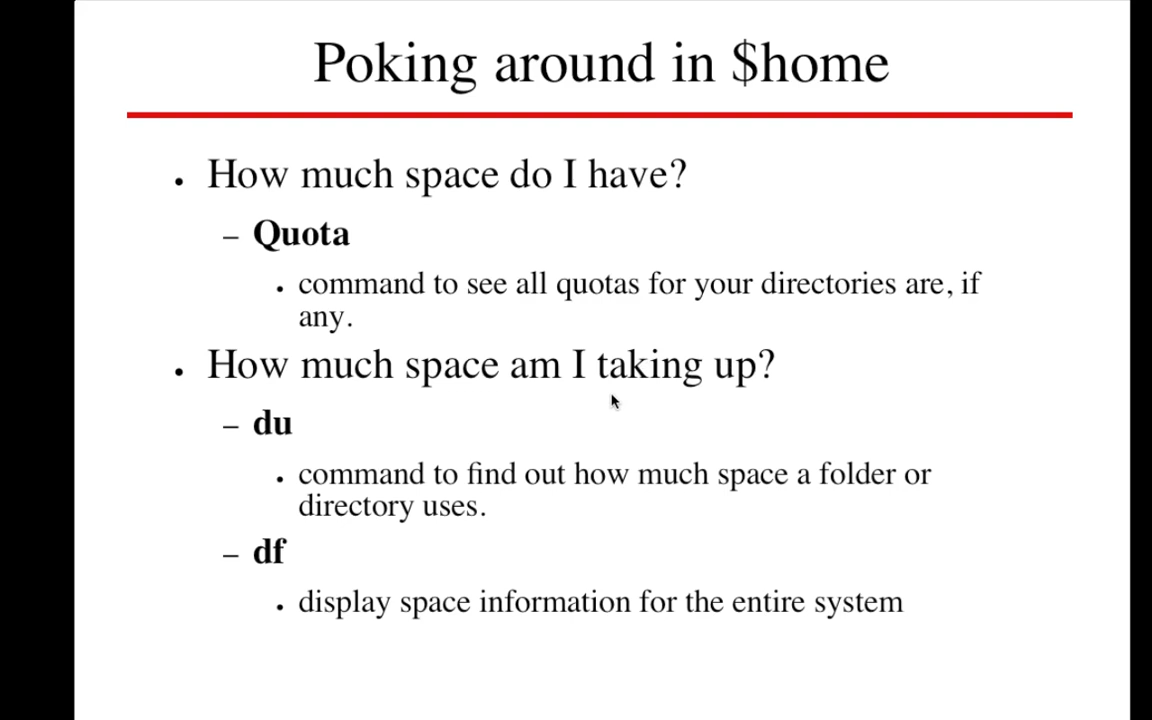 Poking around in $home
• How much space do I have?
– Quota
• command to see all quotas for your directories are, if
any.
• How much space am I taking up?
– du
• command to find out how much space a folder or
directory uses.
– df
• display space information for the entire system